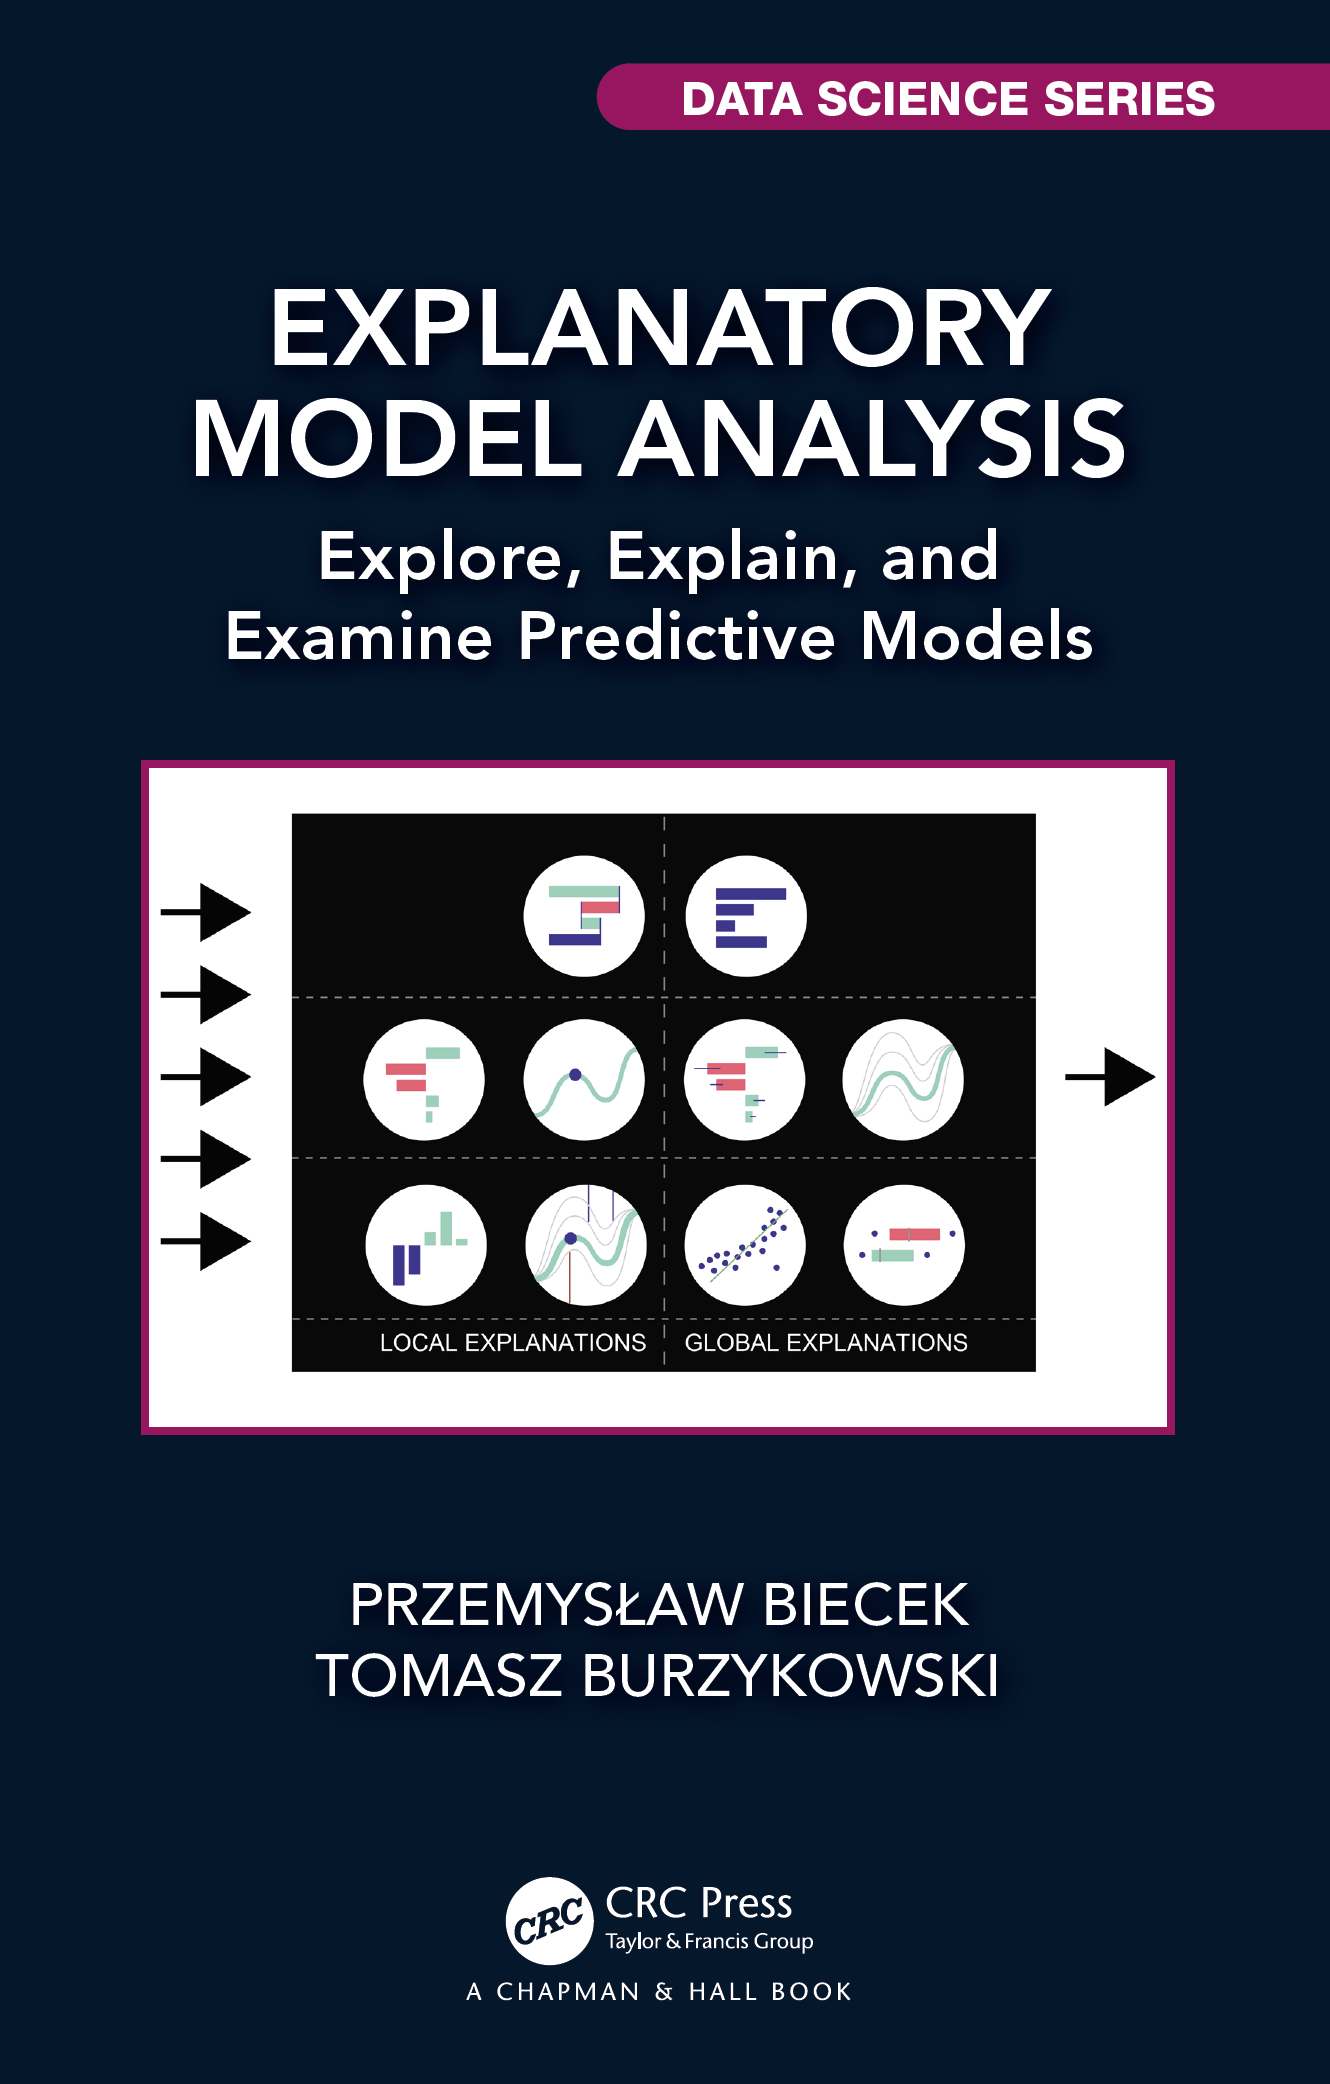 DATA SCIENCE SERIES
EXPLANATORY
MODEL ANALYSIS
Explore, Explain, and
Examine Predictive Models
LOCAL EXPLANATIONS
GLOBAL EXPLANATIONS
PRZEMYSŁAW BIECEK
TOMASZ BURZYKOWSKI
CRC
CRC Press
Taylor & Francis Group
A CHAPMAN & HALL BOOK